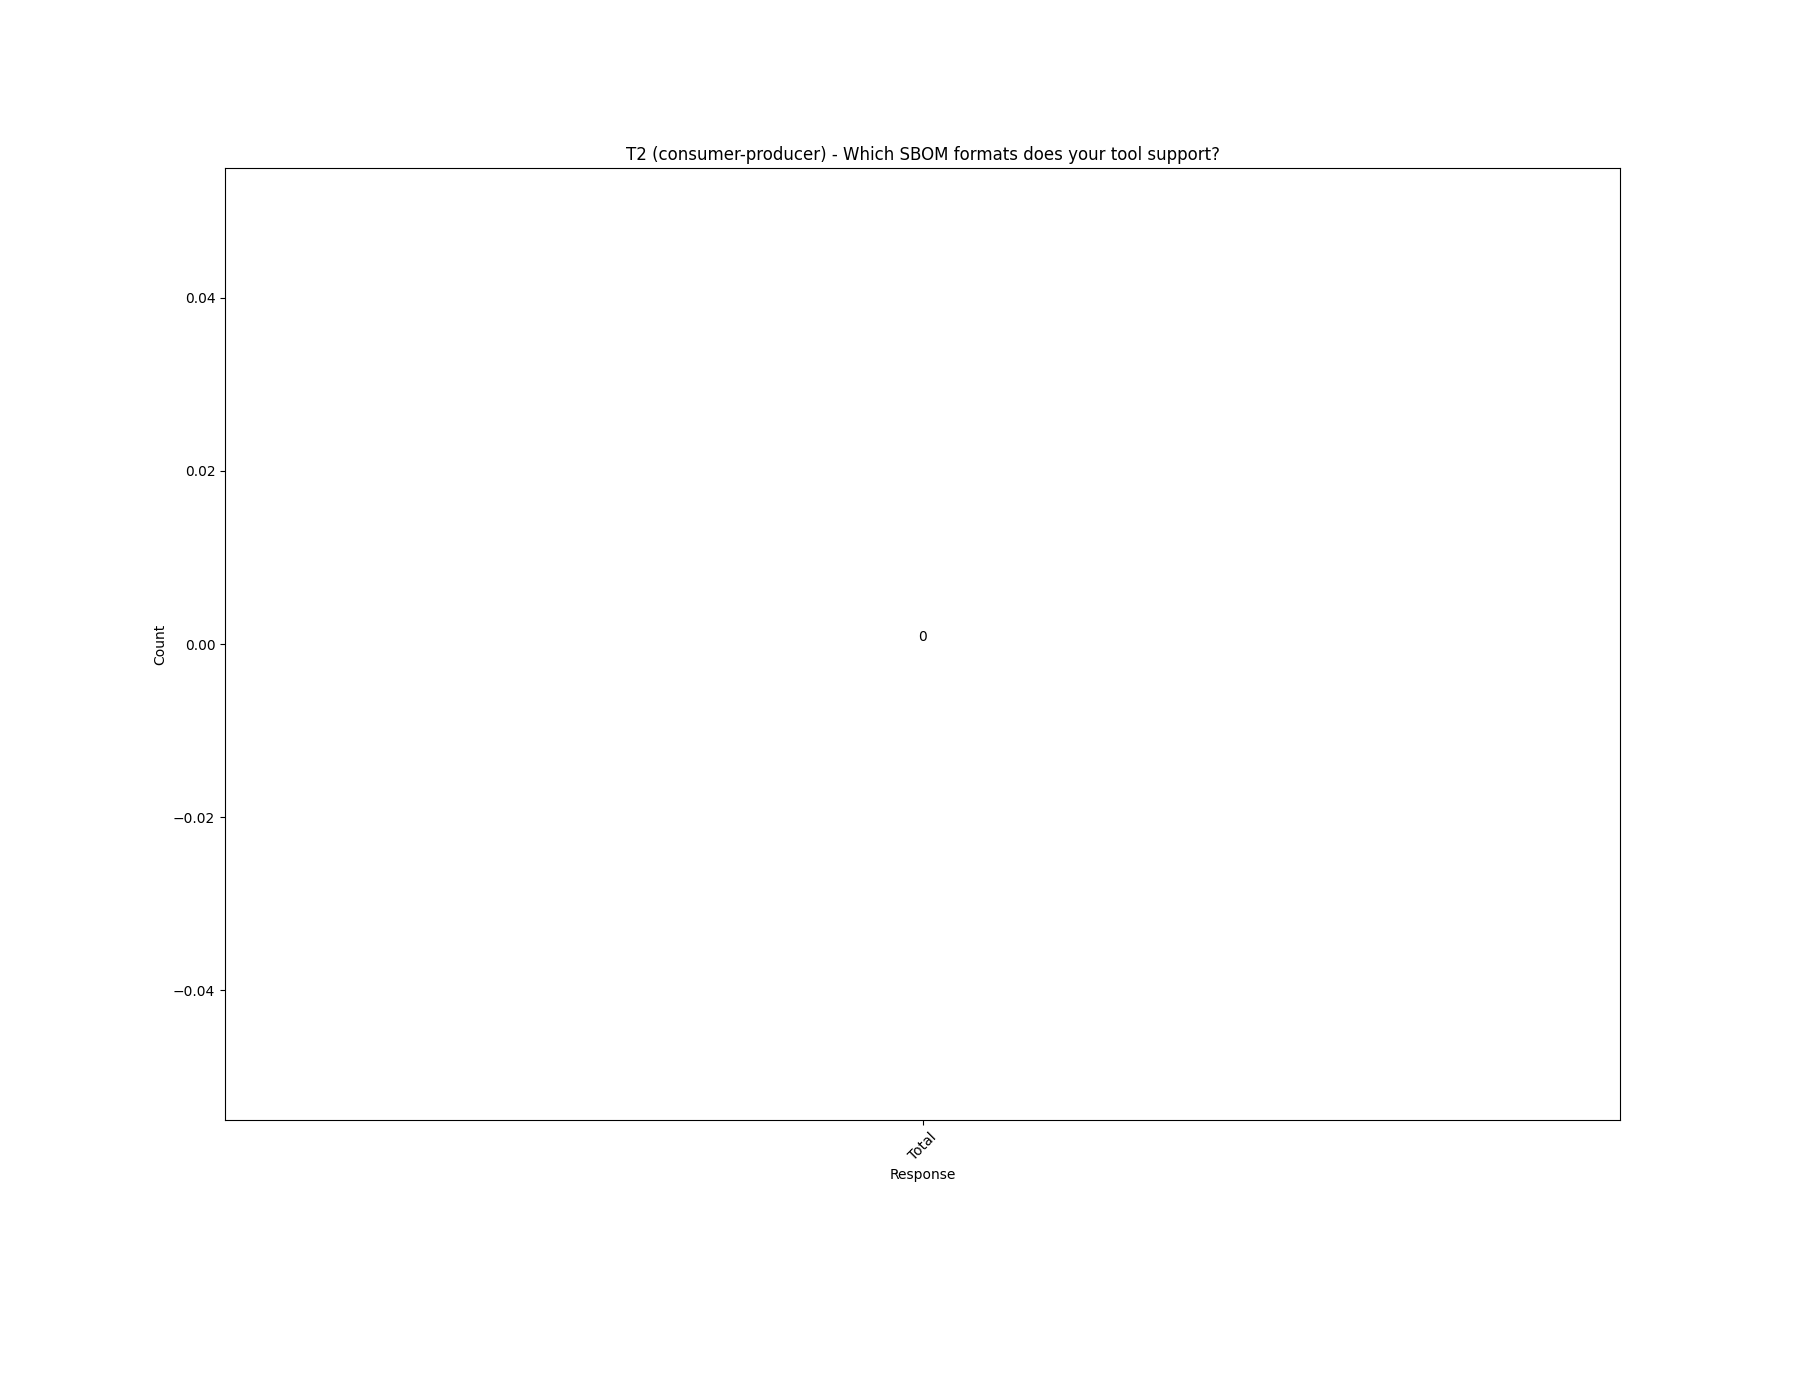 T2 (consumer-producer) - Which SBOM formats does your tool support?
0.04
0.02
0.00
−0.02
−0.04
Count
0
Total
Response